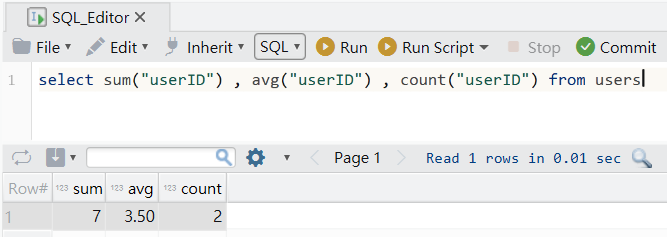 SQL_Editor
File Edit Inherit SQL Run Run Script Stop Commit
1 select sum("userID") , avg("userID") , count("userID") from users
Page 1 Read 1 rows in 0.01 sec
Row# 123 sum 123 avg 123 count
1 7 3.50 2